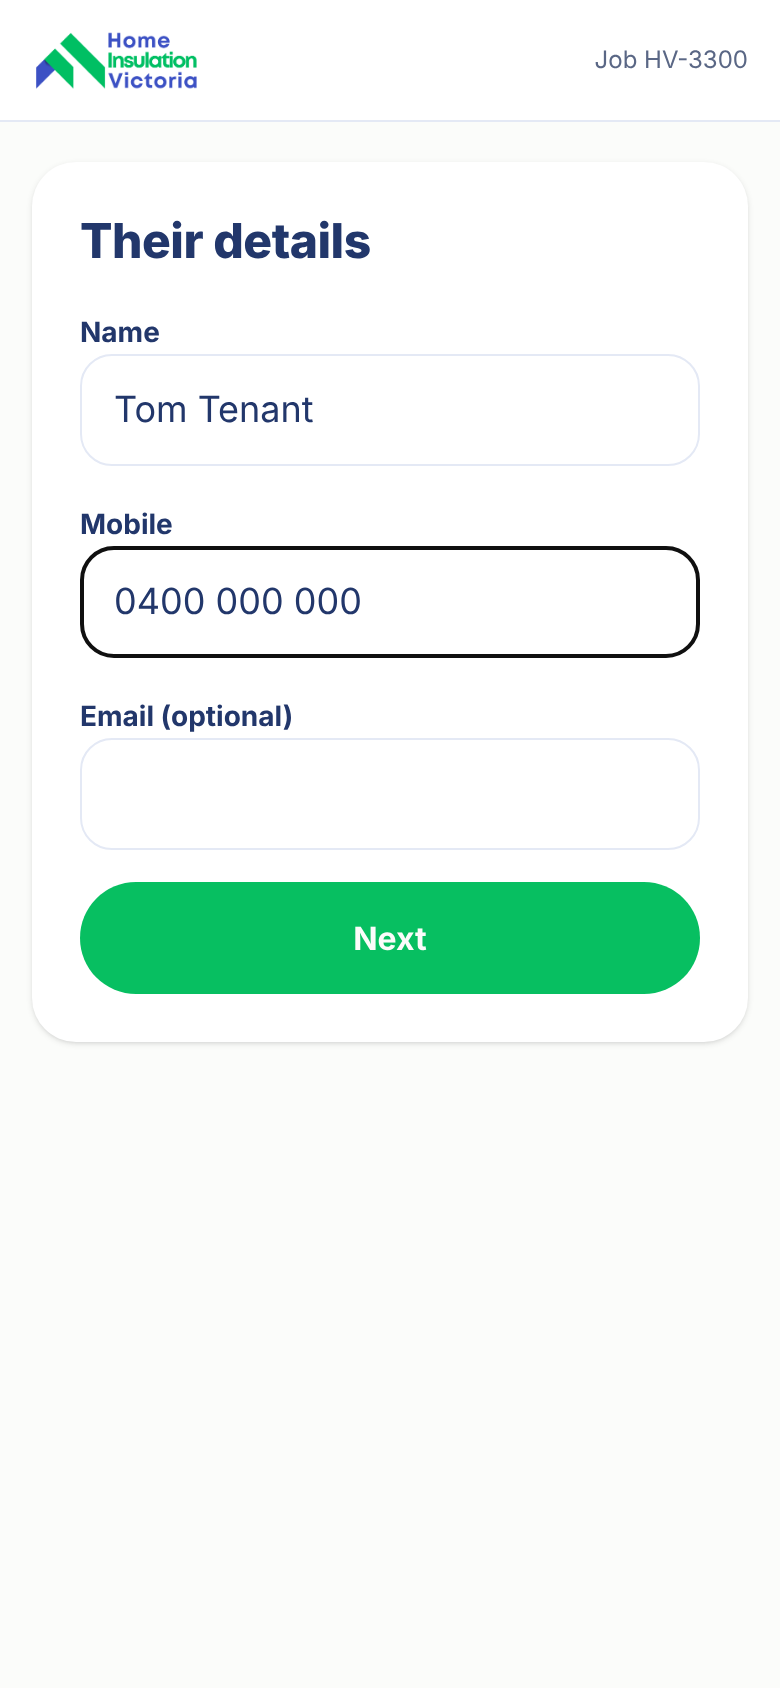 Home
Insulation
Victoria
Job HV-3300
Their details
Name
Tom Tenant
Mobile
0400 000 000
Email (optional)
Next